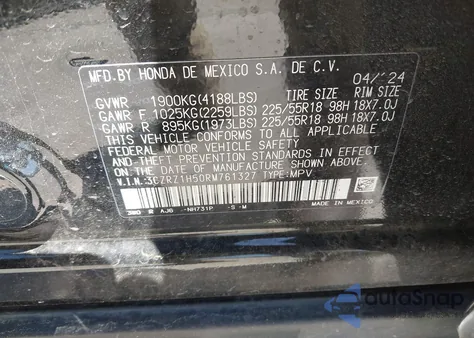 MFD.BY HONDA DE MEXICO S.A. DE C.V.
04/'24
TIRE SIZE RIM SIZE
GVWR 1900KG(4188LBS)
GAWR F 1025KG(2259LBS) 225/55R18 98H 18X7.0J
GAWR R 895KG(1973LBS) 225/55R18 98H 18X7.0J
THIS VEHICLE CONFORMS TO ALL APPLICABLE
FEDERAL MOTOR VEHICLE SAFETY STANDARDS IN
EFFECT ON THE DATE OF MANUFACTURE SHOWN ABOVE.
V.I.N.:3CZRZ1H50RM761327 TYPE:MPV
3W0 R AJ6 -NH731P -S -M
MADE IN MEXICO
autoSnap